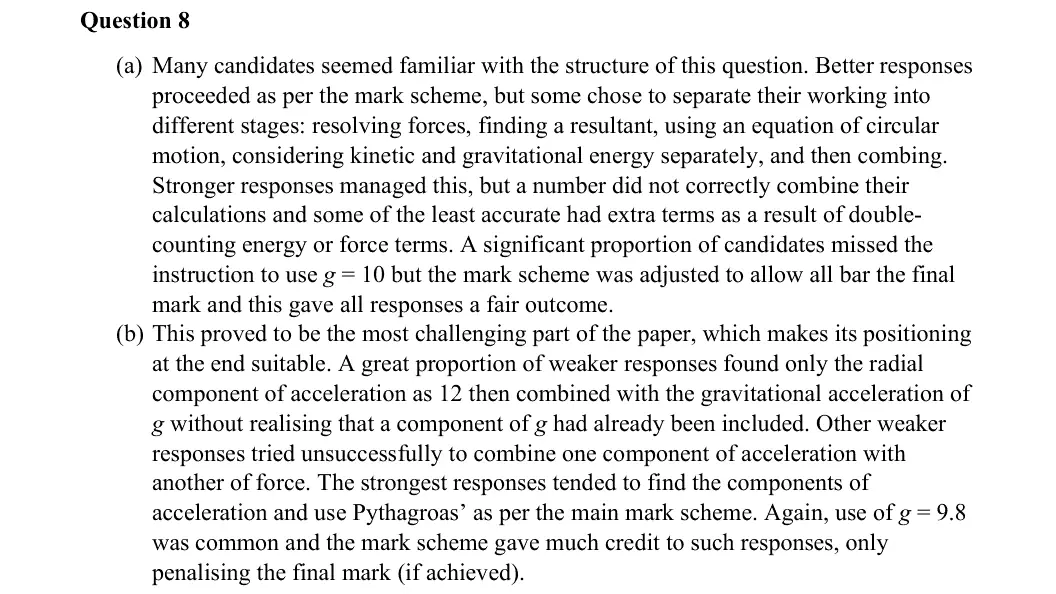 Question 8
(a) Many candidates seemed familiar with the structure of this question. Better responses
proceeded as per the mark scheme, but some chose to separate their working into
different stages: resolving forces, finding a resultant, using an equation of circular
motion, considering kinetic and gravitational energy separately, and then combing.
Stronger responses managed this, but a number did not correctly combine their
calculations and some of the least accurate had extra terms as a result of double-
counting energy or force terms. A significant proportion of candidates missed the
instruction to use g = 10 but the mark scheme was adjusted to allow all bar the final
mark and this gave all responses a fair outcome.
(b) This proved to be the most challenging part of the paper, which makes its positioning
at the end suitable. A great proportion of weaker responses found only the radial
component of acceleration as 12 then combined with the gravitational acceleration of
g without realising that a component of g had already been included. Other weaker
responses tried unsuccessfully to combine one component of acceleration with
another of force. The strongest responses tended to find the components of
acceleration and use Pythagroas’ as per the main mark scheme. Again, use of g = 9.8
was common and the mark scheme gave much credit to such responses, only
penalising the final mark (if achieved).